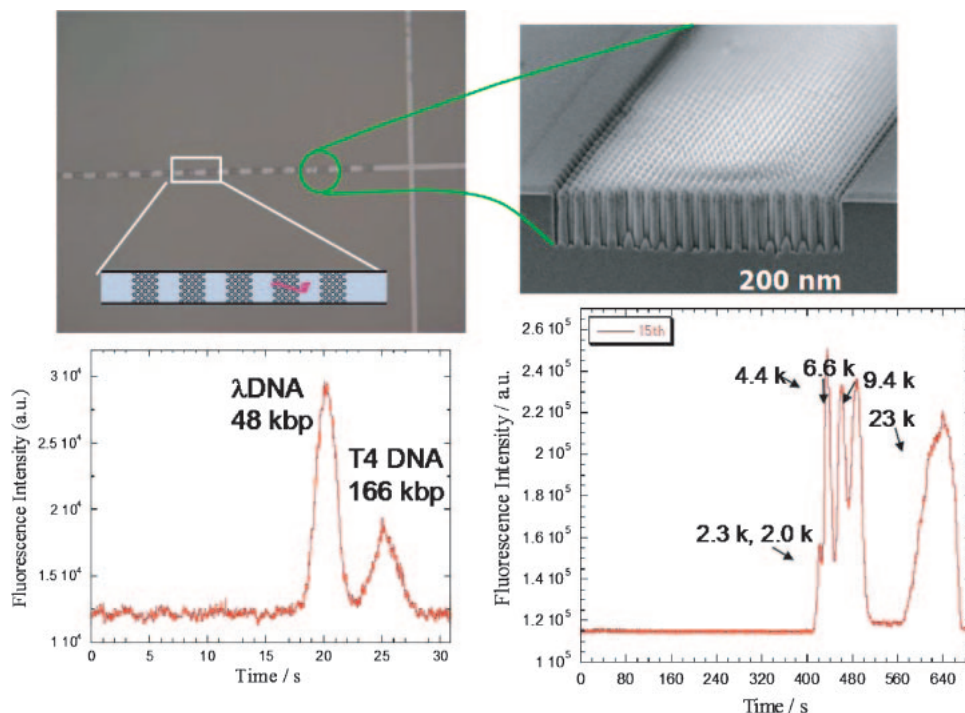 200 nm
3 10⁴
2.5 10⁴
2 10⁴
1.5 10⁴
1 10⁴
Fluorescence Intensity (a.u.)
λDNA
48 kbp
T4 DNA
166 kbp
0 5 10 15 20 25 30
Time / s
2.6 10⁵
2.4 10⁵
2.2 10⁵
2 10⁵
1.8 10⁵
1.6 10⁵
1.4 10⁵
1.2 10⁵
1 10⁵
Fluorescence Intensity / a.u.
15th
4.4 k
6.6 k
9.4 k
23 k
2.3 k, 2.0 k
0 80 160 240 320 400 480 560 640
Time / s